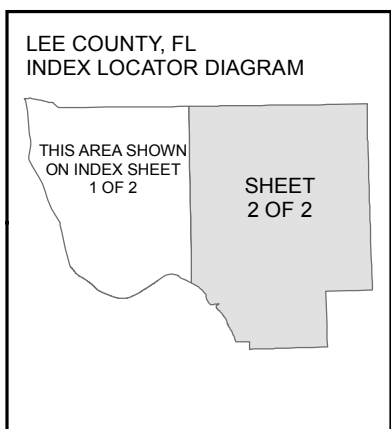 LEE COUNTY, FL
INDEX LOCATOR DIAGRAM
THIS AREA SHOWN
ON INDEX SHEET
1 OF 2
SHEET
2 OF 2